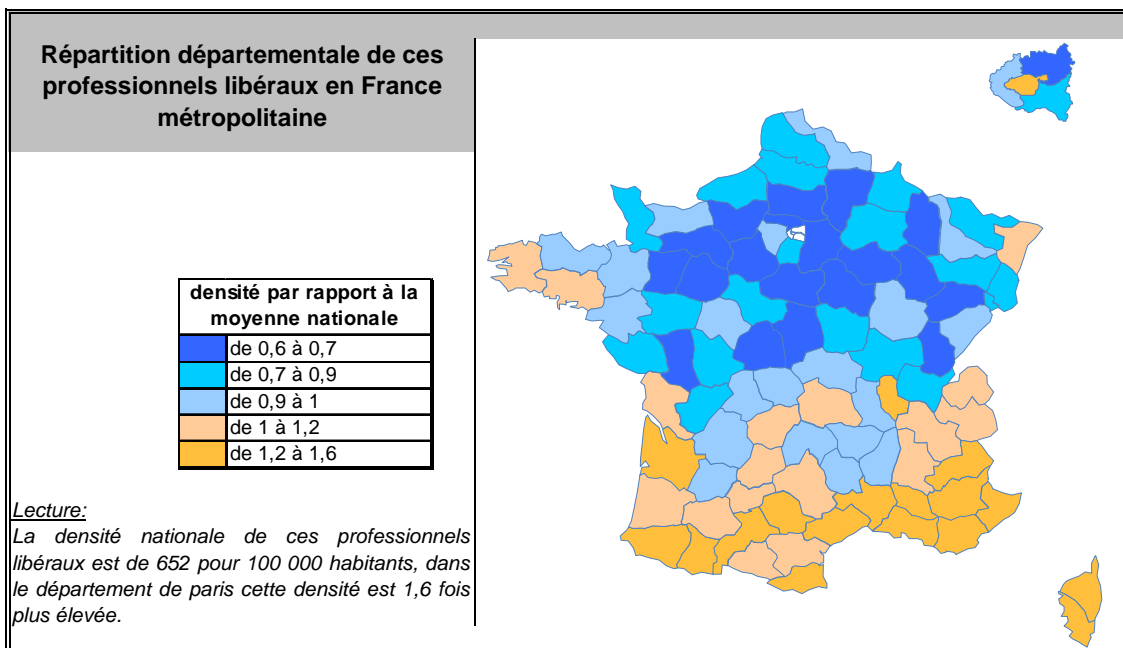 Répartition départementale de ces
professionnels libéraux en France
métropolitaine
densité par rapport à la
moyenne nationale
de 0,6 à 0,7
de 0,7 à 0,9
de 0,9 à 1
de 1 à 1,2
de 1,2 à 1,6
Lecture:
La densité nationale de ces professionnels
libéraux est de 652 pour 100 000 habitants, dans
le département de paris cette densité est 1,6 fois
plus élevée.